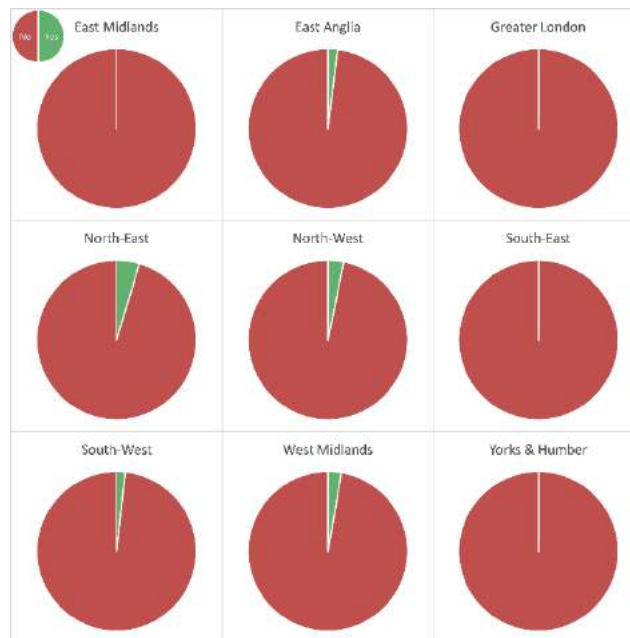 No Yes
East Midlands
East Anglia
Greater London
North-East
North-West
South-East
South-West
West Midlands
Yorks & Humber